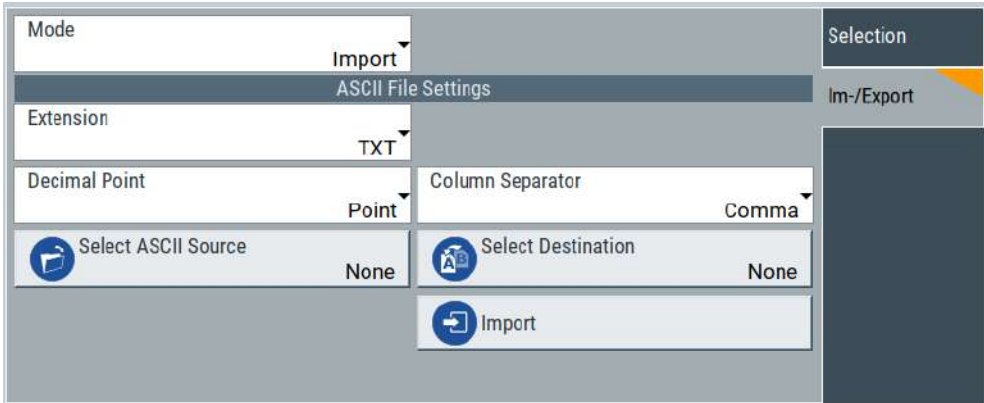 Mode
Import
ASCII File Settings
Extension
TXT
Decimal Point
Point
Column Separator
Comma
Select ASCII Source
None
Select Destination
None
Import
Selection
Im-/Export